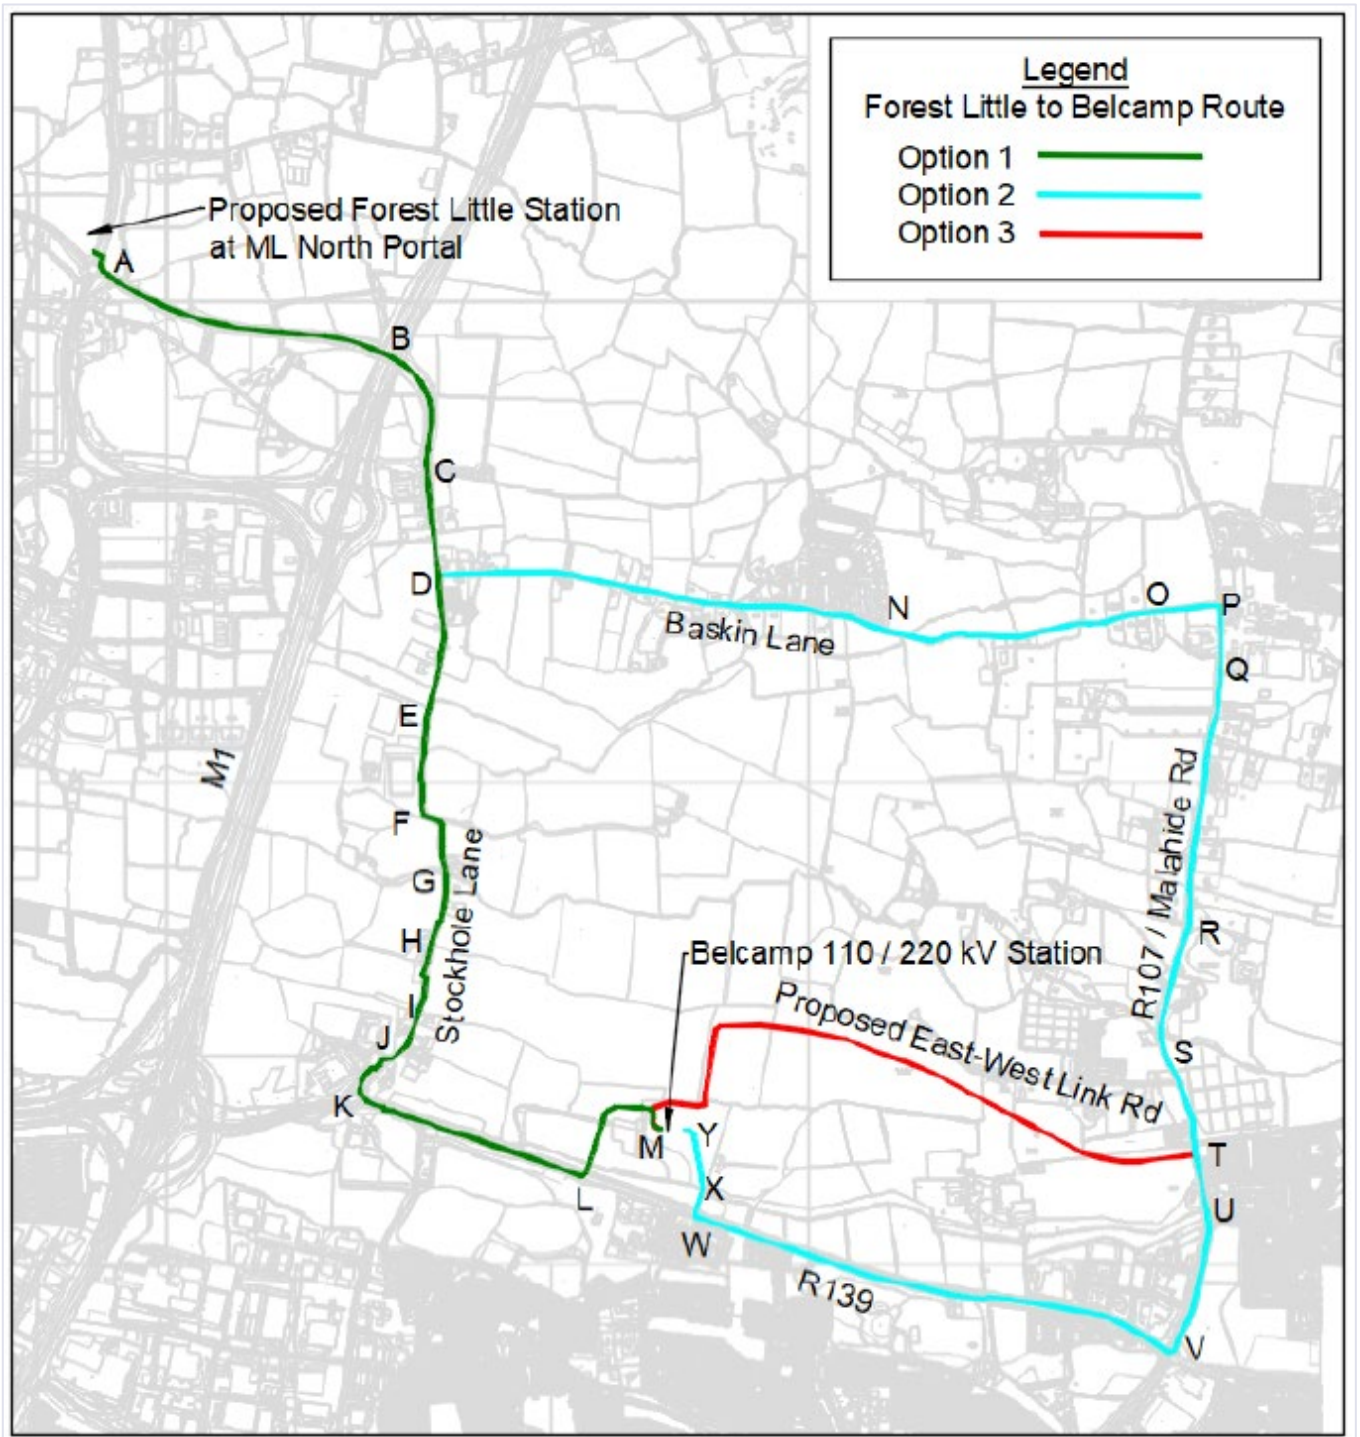 Legend
Forest Little to Belcamp Route
Option 1
Option 2
Option 3
Proposed Forest Little Station
at ML North Portal
A
B
C
D
Baskin Lane
N
O
P
Q
E
M1
R107 / Malahide Rd
F
G
Stockhole Lane
H
R
Belcamp 110 / 220 kV Station
I
Proposed East-West Link Rd
J
S
K
M
Y
T
L
X
U
W
R139
V